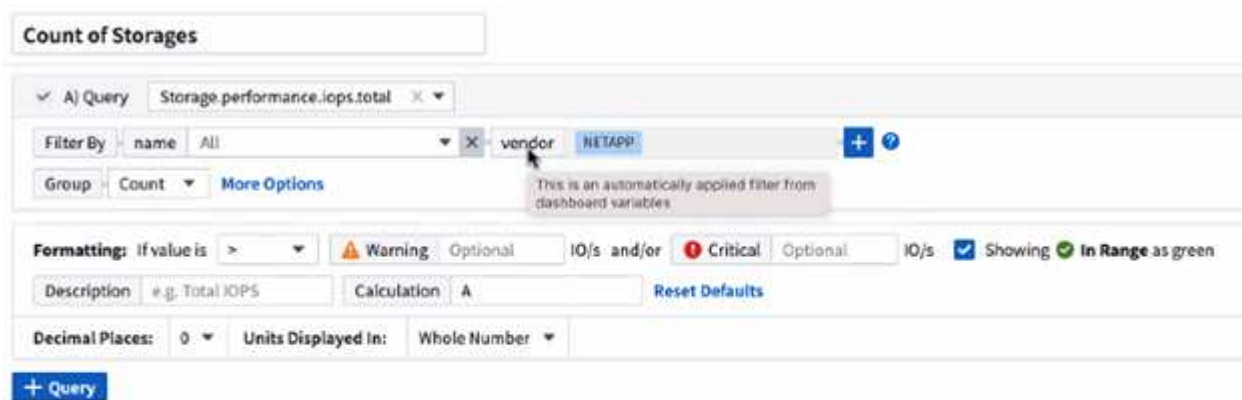 Count of Storages
A) Query Storage.performance.iops.total
Filter By name All vendor NETAPP
Group Count More Options
This is an automatically applied filter from
dashboard variables
Formatting: If value is > Warning Optional IO/s and/or Critical Optional IO/s Showing In Range as green
Description e.g. Total IOPS Calculation A Reset Defaults
Decimal Places: 0 Units Displayed In: Whole Number
+ Query